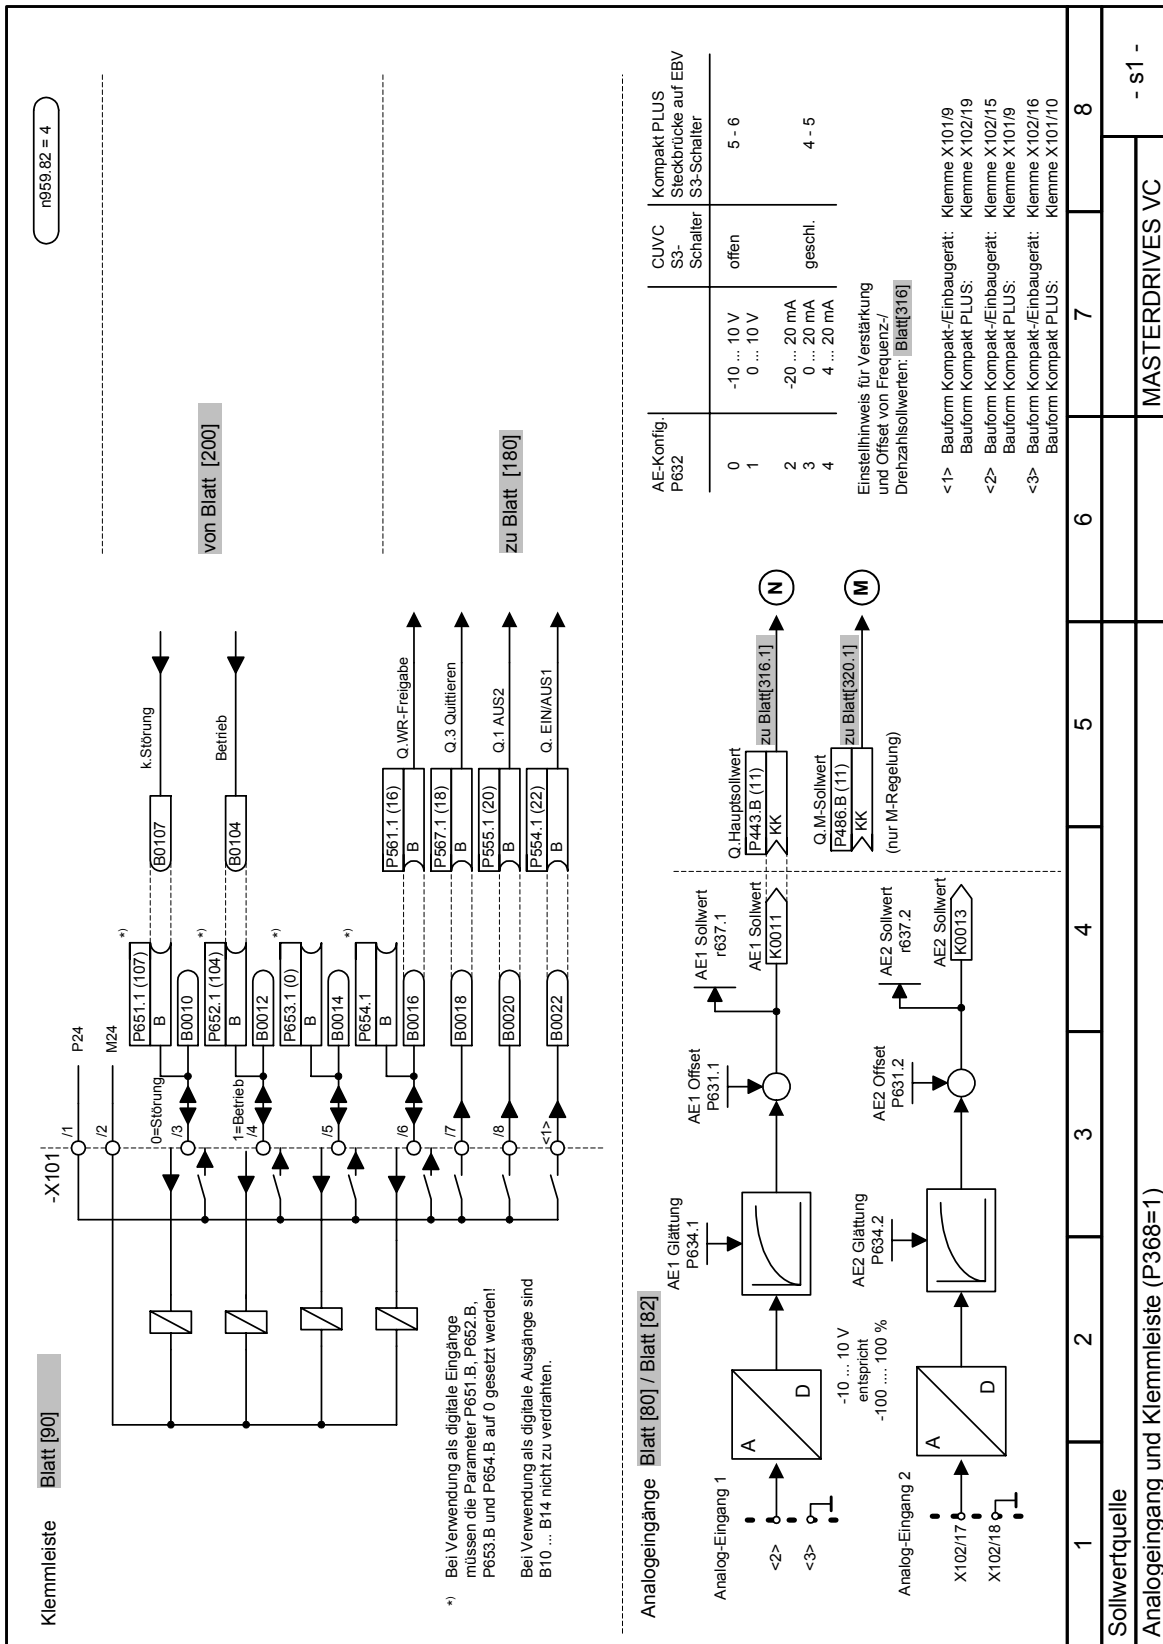 Klemmleiste Blatt [90]
n959.82 = 4
-X101
/1
P24
/2
M24
0=Störung
/3
P651.1 (107)
B
*)
B0010
B0107
k.Störung
1=Betrieb
/4
P652.1 (104)
B
*)
B0012
B0104
Betrieb
von Blatt [200]
/5
P653.1 (0)
B
*)
B0014
/6
P654.1
B
*)
B0016
P561.1 (16)
B
Q.WR-Freigabe
/7
B0018
P567.1 (18)
B
Q.3 Quittieren
/8
B0020
P555.1 (20)
B
Q.1 AUS2
<1>
B0022
P554.1 (22)
B
Q. EIN/AUS1
zu Blatt [180]
*) Bei Verwendung als digitale Eingänge
müssen die Parameter P651.B, P652.B,
P653.B und P654.B auf 0 gesetzt werden!
Bei Verwendung als digitale Ausgänge sind
B10 ... B14 nicht zu verdrahten.
Analogeingänge Blatt [80] / Blatt [82]
Analog-Eingang 1
<2>
<3>
A
D
AE1 Glättung
P634.1
AE1 Offset
P631.1
AE1 Sollwert
r637.1
AE1 Sollwert
K0011
Q.Hauptsollwert
P443.B (11)
KK
zu Blatt[316.1]
N
-10 ... 10 V
entspricht
-100 .... 100 %
Q.M-Sollwert
P486.B (11)
KK
zu Blatt[320.1]
M
(nur M-Regelung)
Analog-Eingang 2
X102/17
X102/18
A
D
AE2 Glättung
P634.2
AE2 Offset
P631.2
AE2 Sollwert
r637.2
AE2 Sollwert
K0013
AE-Konfig.
P632
CUVC
S3-
Schalter
Kompakt PLUS
Steckbrücke auf EBV
S3-Schalter
0 -10 ... 10 V offen 5 - 6
1 0 ... 10 V
2 -20 ... 20 mA
3 0 ... 20 mA geschl. 4 - 5
4 4 ... 20 mA
Einstellhinweis für Verstärkung
und Offset von Frequenz-/
Drehzahlsollwerten: Blatt[316]
<1> Bauform Kompakt-/Einbaugerät: Klemme X101/9
Bauform Kompakt PLUS: Klemme X102/19
<2> Bauform Kompakt-/Einbaugerät: Klemme X102/15
Bauform Kompakt PLUS: Klemme X101/9
<3> Bauform Kompakt-/Einbaugerät: Klemme X102/16
Bauform Kompakt PLUS: Klemme X101/10
1 2 3 4 5 6 7 8
Sollwertquelle
- s1 -
Analogeingang und Klemmleiste (P368=1)
MASTERDRIVES VC